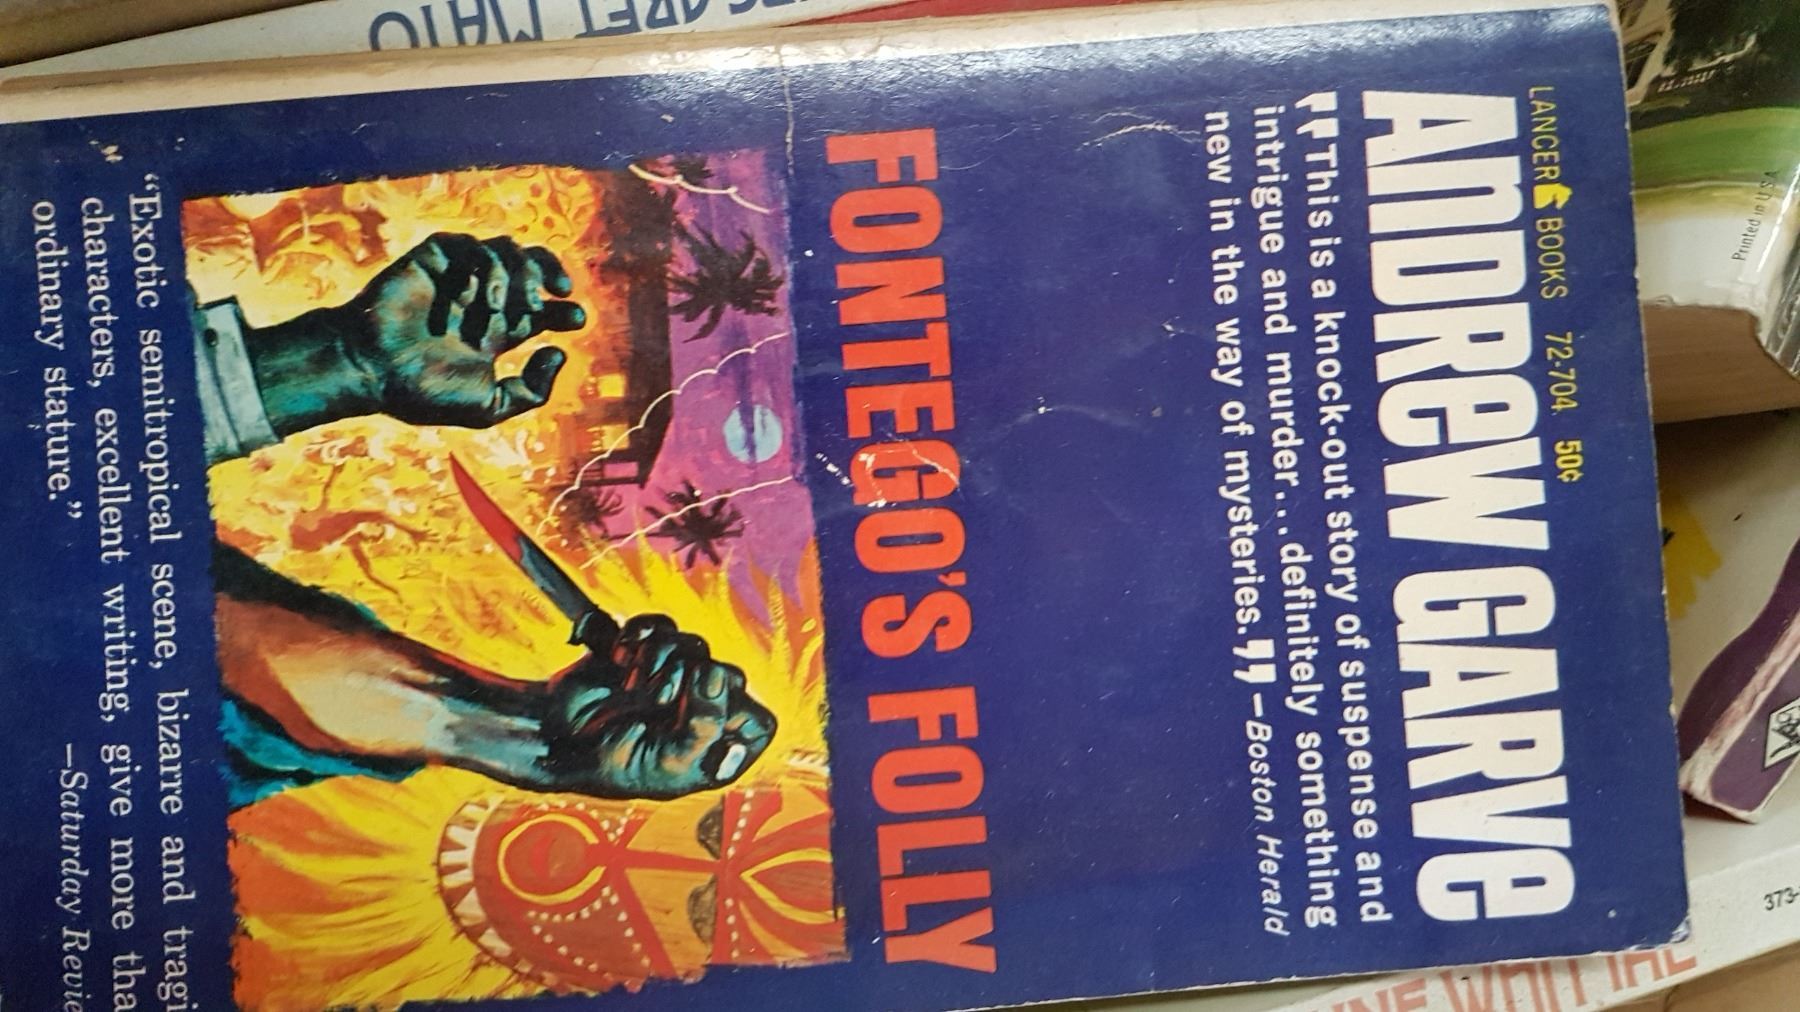 LANCER BOOKS 72-704 50¢
ANDREW GARVE
"This is a knock-out story of suspense and
intrigue and murder...definitely something
new in the way of mysteries." —Boston Herald
FONTEGO'S FOLLY
"Exotic semitropical scene, bizarre and tragi
characters, excellent writing, give more tha
ordinary stature."
—Saturday Revie
Printed in USA
373-